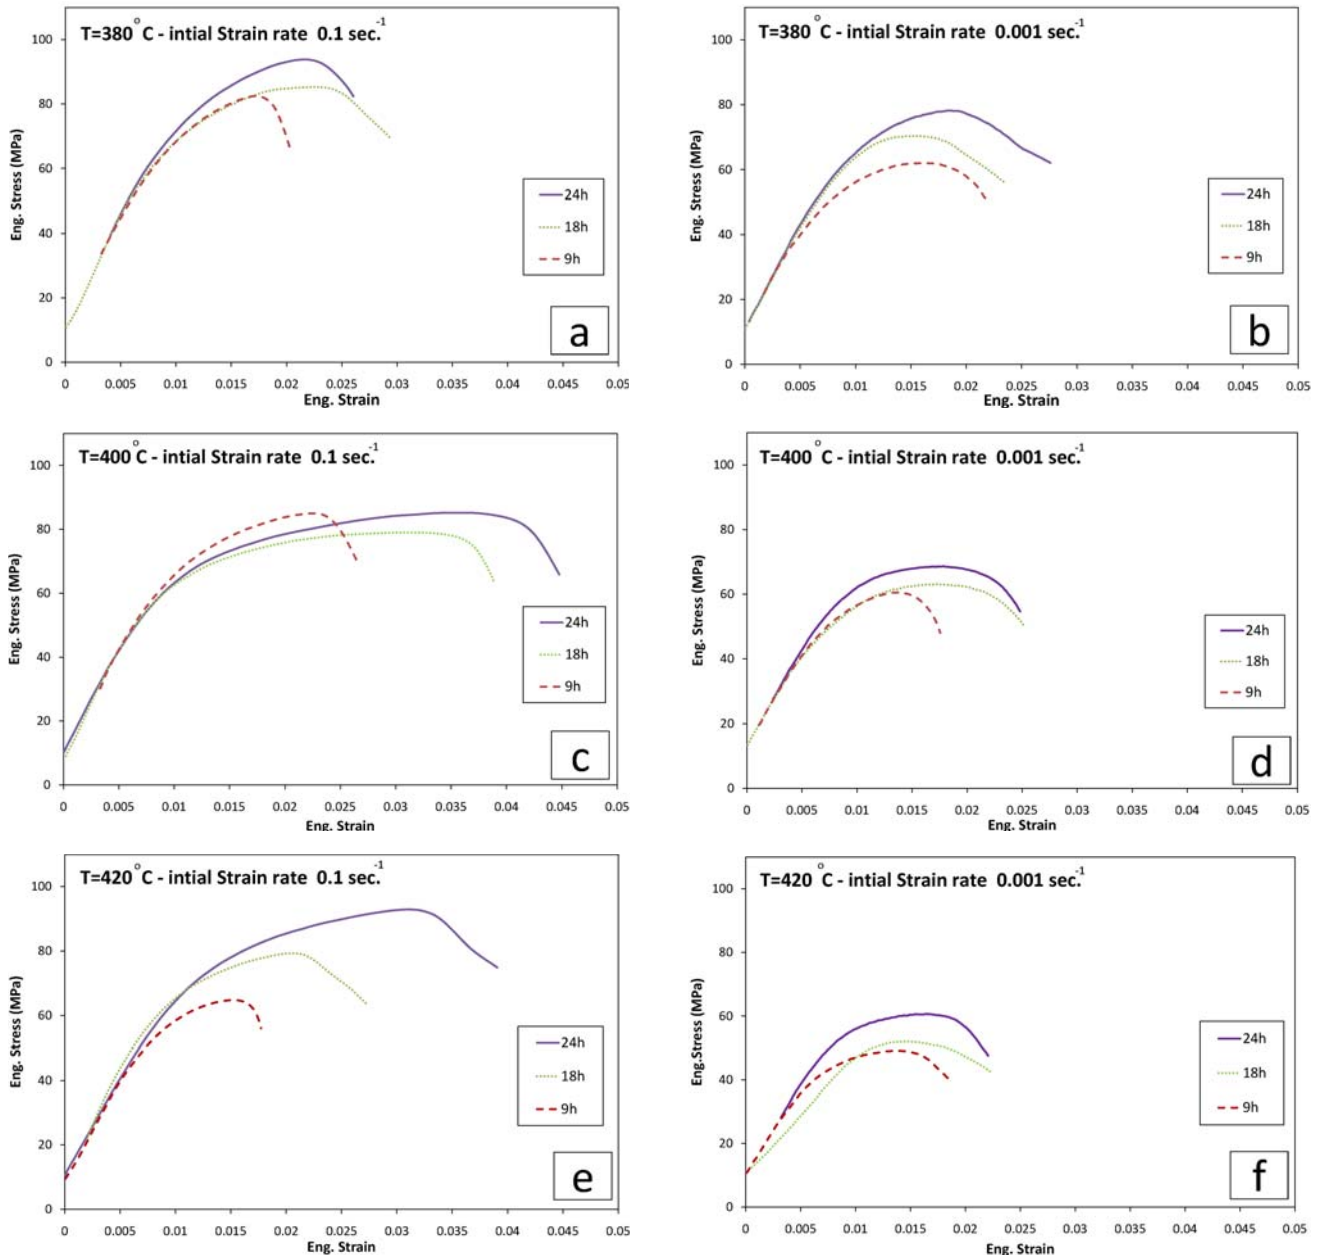 T=380°C - intial Strain rate 0.1 sec.⁻¹
100
80
60
40
20
0
Eng. Stress (MPa)
24h
18h
9h
a
0 0.005 0.01 0.015 0.02 0.025 0.03 0.035 0.04 0.045 0.05
Eng. Strain
T=380°C - intial Strain rate 0.001 sec.⁻¹
100
80
60
40
20
0
Eng. Stress (MPa)
24h
18h
9h
b
0 0.005 0.01 0.015 0.02 0.025 0.03 0.035 0.04 0.045 0.05
Eng. Strain
T=400°C - intial Strain rate 0.1 sec.⁻¹
100
80
60
40
20
0
Eng. Stress (MPa)
24h
18h
9h
c
0 0.005 0.01 0.015 0.02 0.025 0.03 0.035 0.04 0.045 0.05
Eng. Strain
T=400°C - intial Strain rate 0.001 sec.⁻¹
100
80
60
40
20
0
Eng. Stress (MPa)
24h
18h
9h
d
0 0.005 0.01 0.015 0.02 0.025 0.03 0.035 0.04 0.045 0.05
Eng. Strain
T=420°C - intial Strain rate 0.1 sec.⁻¹
100
80
60
40
20
0
Eng. Stress (MPa)
24h
18h
9h
e
0 0.005 0.01 0.015 0.02 0.025 0.03 0.035 0.04 0.045 0.05
Eng. Strain
T=420°C - intial Strain rate 0.001 sec.⁻¹
100
80
60
40
20
0
Eng.Stress (MPa)
24h
18h
9h
f
0 0.005 0.01 0.015 0.02 0.025 0.03 0.035 0.04 0.045 0.05
Eng. Strain